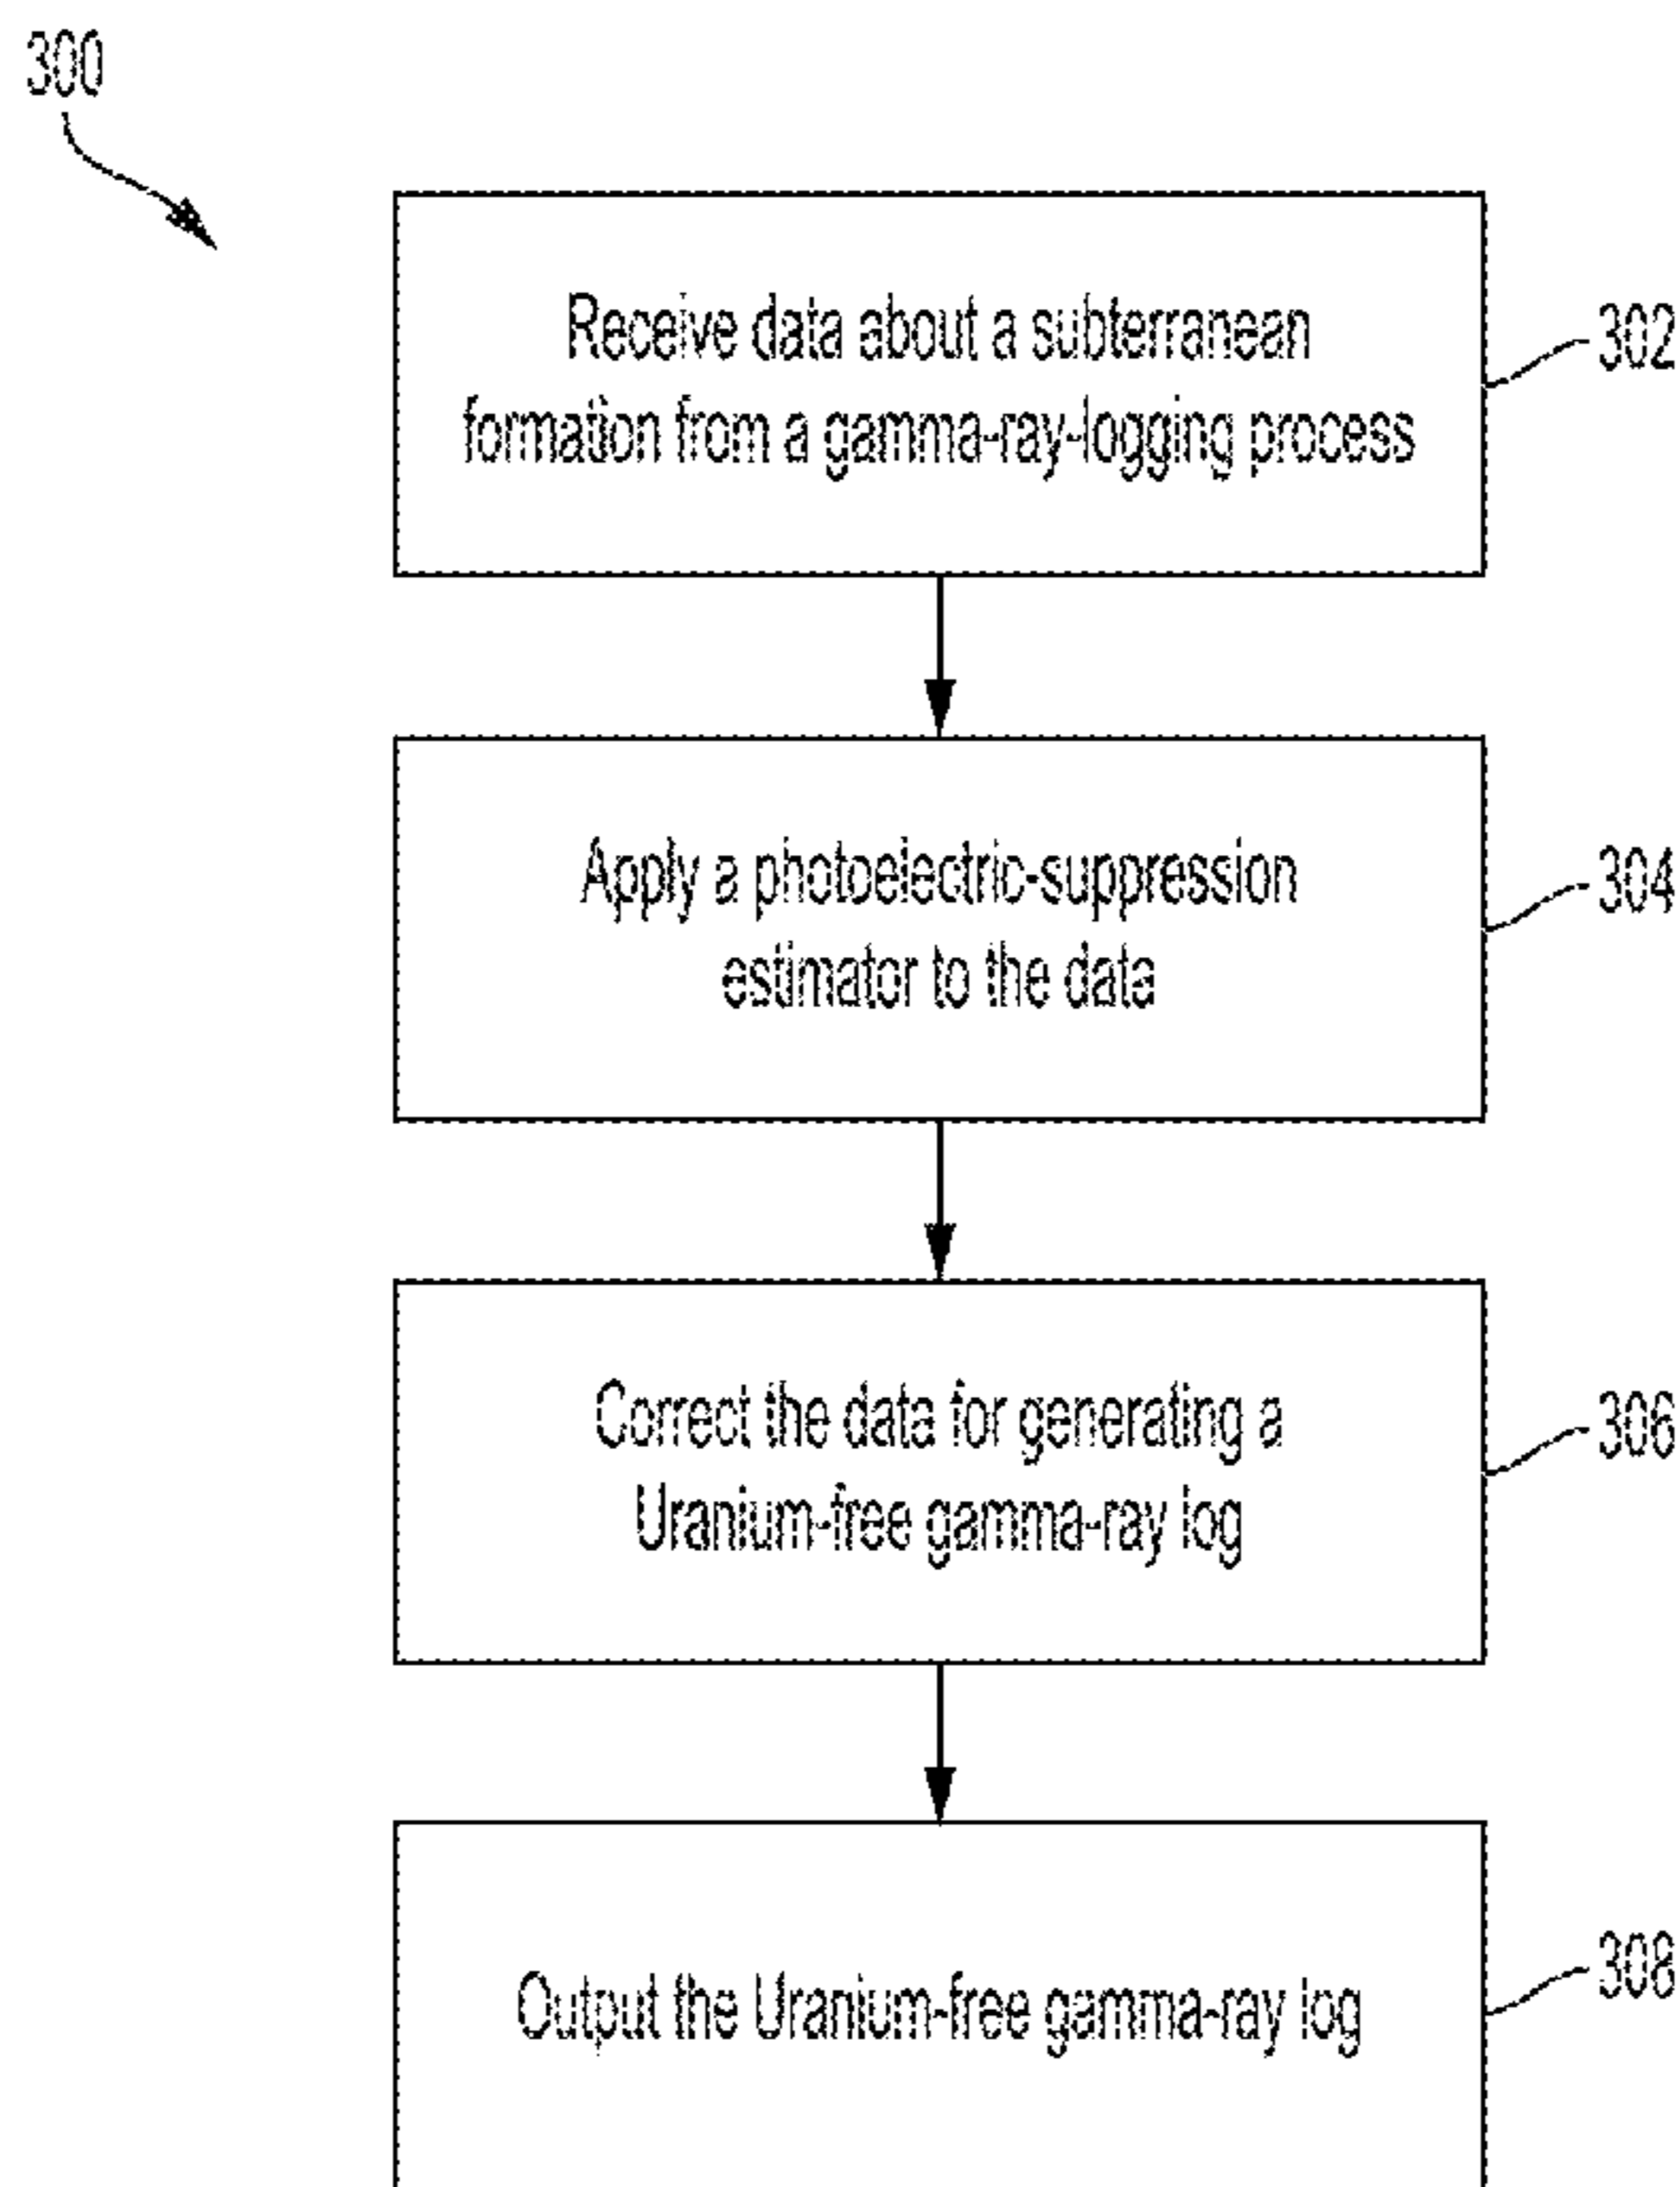 300
Receive data about a subterranean
formation from a gamma-ray-logging process
302
Apply a photoelectric-suppression
estimator to the data
304
Correct the data for generating a
Uranium-free gamma-ray log
306
Output the Uranium-free gamma-ray log
308